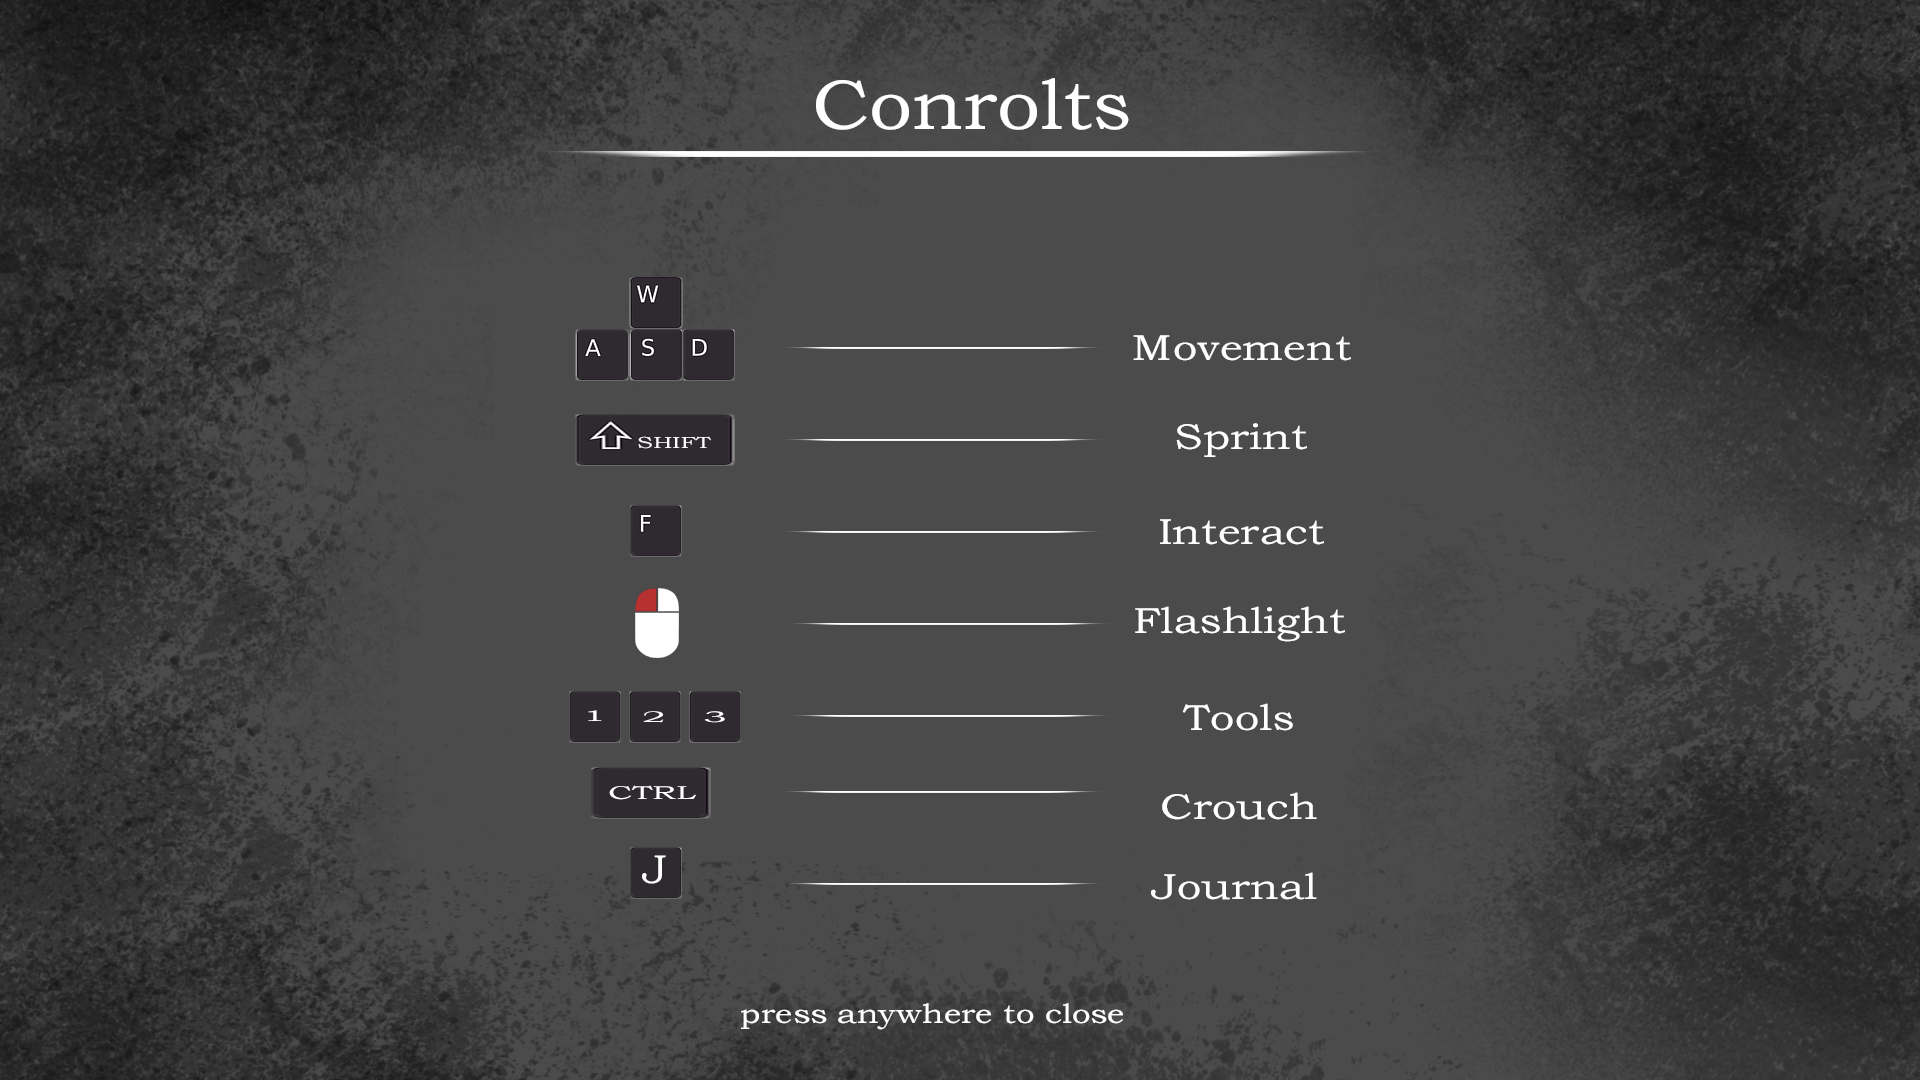 Conrolts
W
A S D Movement
SHIFT Sprint
F Interact
Flashlight
1 2 3 Tools
CTRL Crouch
J Journal
press anywhere to close